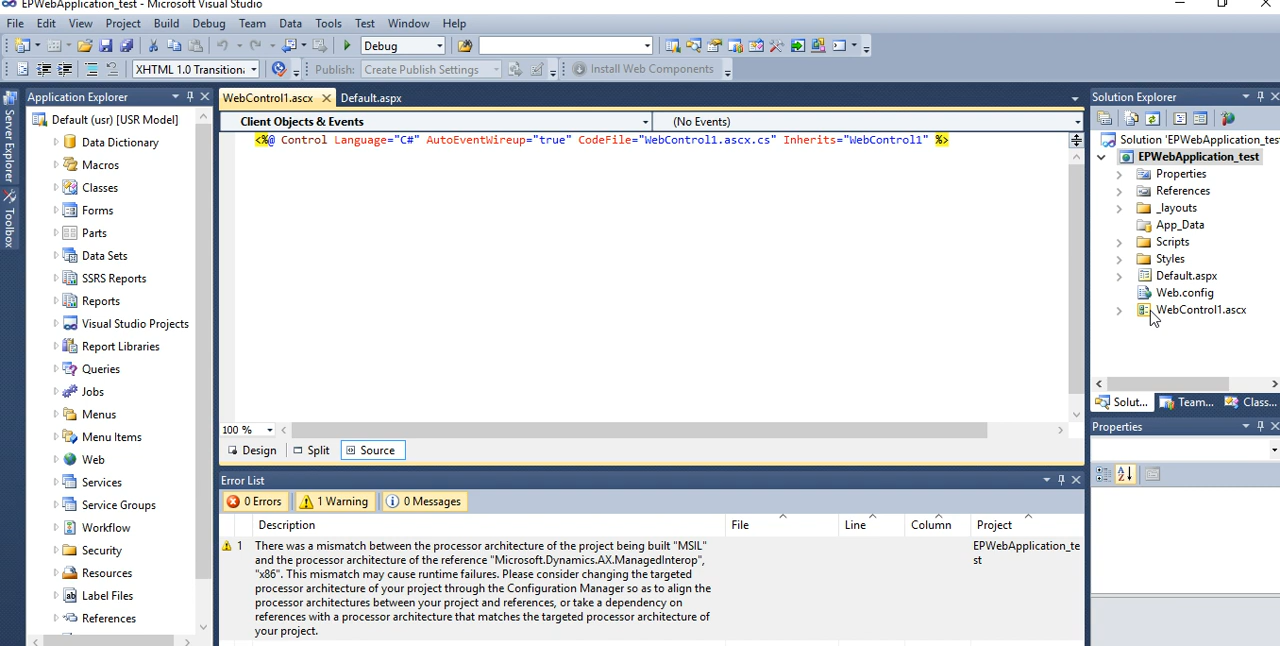 EPWebApplication_test - Microsoft Visual Studio
File Edit View Project Build Debug Team Data Tools Test Window Help
Debug
XHTML 1.0 Transition Publish: Create Publish Settings Install Web Components
Server Explorer
Toolbox
Application Explorer
Default (usr) [USR Model]
Data Dictionary
Macros
Classes
Forms
Parts
Data Sets
SSRS Reports
Reports
Visual Studio Projects
Report Libraries
Queries
Jobs
Menus
Menu Items
Web
Services
Service Groups
Workflow
Security
Resources
Label Files
References
WebControl1.ascx Default.aspx
Client Objects & Events (No Events)
<%@ Control Language="C#" AutoEventWireup="true" CodeFile="WebControl1.ascx.cs" Inherits="WebControl1" %>
100 %
Design Split Source
Error List
0 Errors 1 Warning 0 Messages
Description File Line Column Project
1 There was a mismatch between the processor architecture of the project being built "MSIL" EPWebApplication_te
and the processor architecture of the reference "Microsoft.Dynamics.AX.ManagedInterop", st
"x86". This mismatch may cause runtime failures. Please consider changing the targeted
processor architecture of your project through the Configuration Manager so as to align the
processor architectures between your project and references, or take a dependency on
references with a processor architecture that matches the targeted processor architecture of
your project.
Solution Explorer
Solution 'EPWebApplication_test
EPWebApplication_test
Properties
References
_layouts
App_Data
Scripts
Styles
Default.aspx
Web.config
WebControl1.ascx
Solut... Team... Class...
Properties